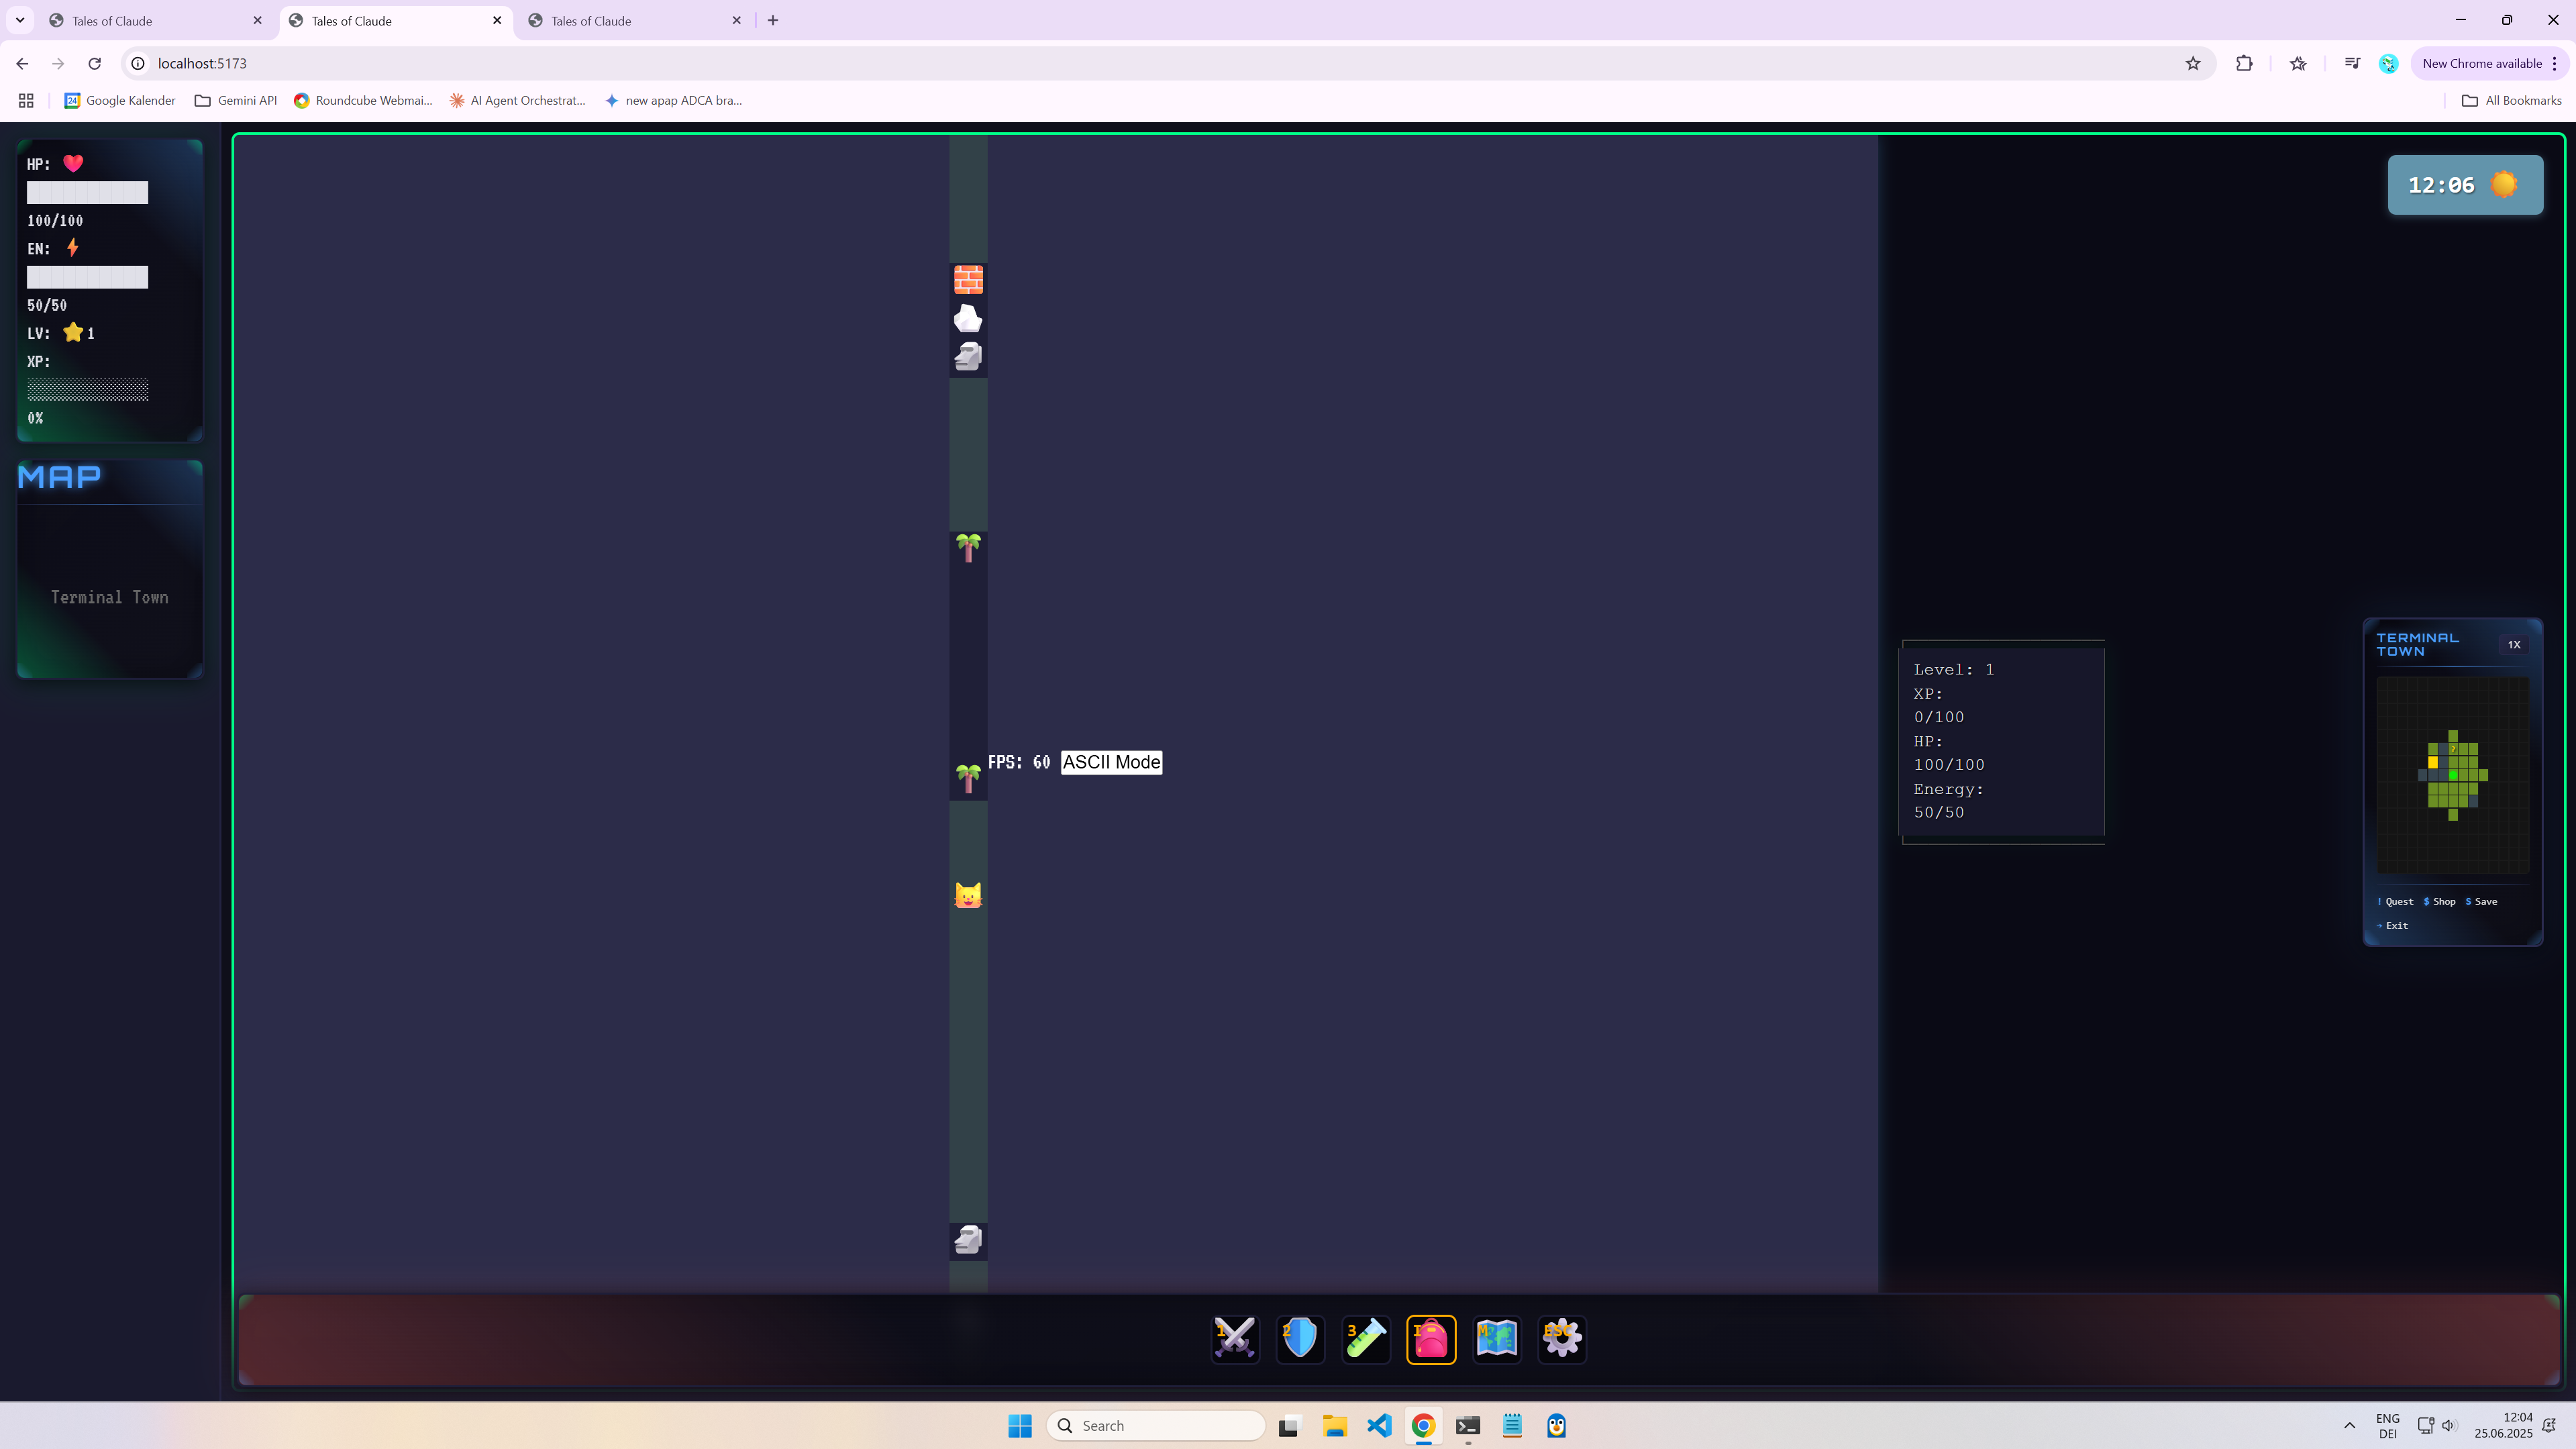 Tales of Claude
Tales of Claude
Tales of Claude
localhost:5173
New Chrome available
Google Kalender
Gemini API
Roundcube Webmai...
AI Agent Orchestrat...
new apap ADCA bra...
All Bookmarks
HP:
100/100
EN:
50/50
LV: 1
XP:
0%
MAP
Terminal Town
12:06
FPS: 60 ASCII Mode
Level: 1
XP:
0/100
HP:
100/100
Energy:
50/50
TERMINAL
TOWN
1X
?
! Quest $ Shop S Save
→ Exit
1 2 3 I M ESC
Search
ENG
DEI
12:04
25.06.2025